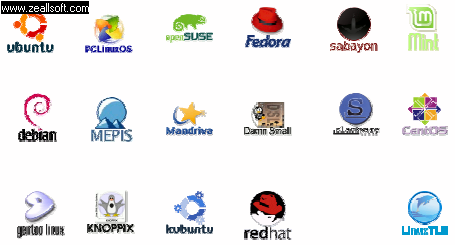 www.zeallsoft.com
ubuntu
PCLinuxOS
openSUSE
Fedora
sabayon
Mint
debian
MEPIS
Mandriva
Damn Small
slackware
CentOS
gentoo linux
KNOPPIX
kubuntu
redhat
LinuxTLE